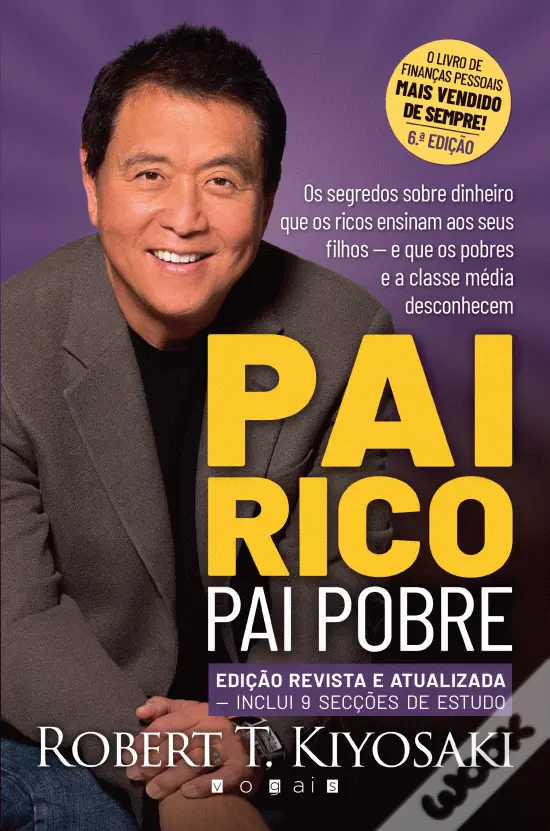 O LIVRO DE
FINANÇAS PESSOAIS
MAIS VENDIDO
DE SEMPRE!
6.ª EDIÇÃO
Os segredos sobre dinheiro
que os ricos ensinam aos seus
filhos — e que os pobres
e a classe média
desconhecem
PAI
RICO
PAI POBRE
EDIÇÃO REVISTA E ATUALIZADA
— INCLUI 9 SECÇÕES DE ESTUDO
ROBERT T. KIYOSAKI
vogais
wook